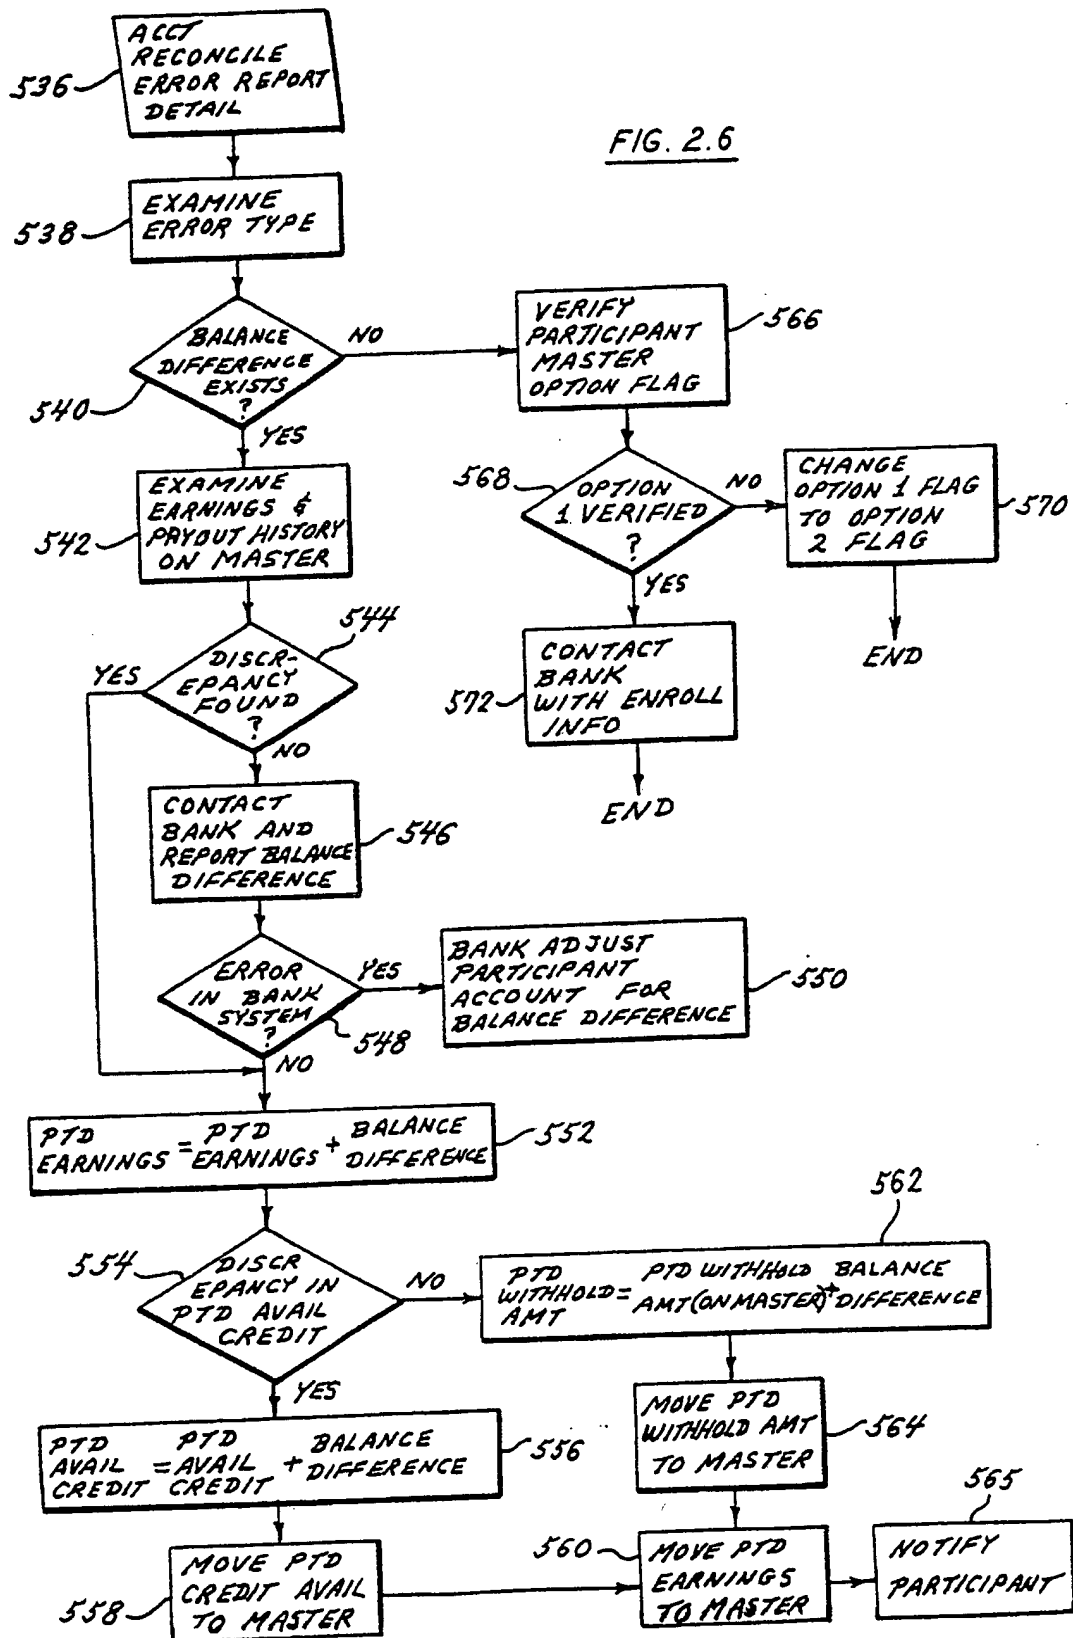 ACCT
RECONCILE
ERROR REPORT
DETAIL
536
FIG. 2.6
EXAMINE
ERROR TYPE
538
BALANCE
DIFFERENCE
EXISTS
?
540
NO
YES
VERIFY
PARTICIPANT
MASTER
OPTION FLAG
566
EXAMINE
EARNINGS &
PAYOUT HISTORY
ON MASTER
542
568
OPTION
1 VERIFIED
?
NO
YES
CHANGE
OPTION 1 FLAG
TO OPTION
2 FLAG
570
END
544
DISCR-
EPANCY
FOUND
?
YES
NO
CONTACT
BANK
WITH ENROLL
INFO
572
END
CONTACT
BANK AND
REPORT BALANCE
DIFFERENCE
546
ERROR
IN BANK
SYSTEM
?
548
YES
NO
BANK ADJUST
PARTICIPANT
ACCOUNT FOR
BALANCE DIFFERENCE
550
PTD PTD BALANCE
EARNINGS = EARNINGS + DIFFERENCE
552
554
DISCR
EPANCY IN
PTD AVAIL
CREDIT
NO
YES
562
PTD PTD WITHHOLD BALANCE
WITHHOLD = AMT (ON MASTER) + DIFFERENCE
AMT
MOVE PTD
WITHHOLD AMT
TO MASTER
564
PTD PTD BALANCE
AVAIL = AVAIL + DIFFERENCE
CREDIT CREDIT
556
MOVE PTD
CREDIT AVAIL
TO MASTER
558
560
MOVE PTD
EARNINGS
TO MASTER
565
NOTIFY
PARTICIPANT